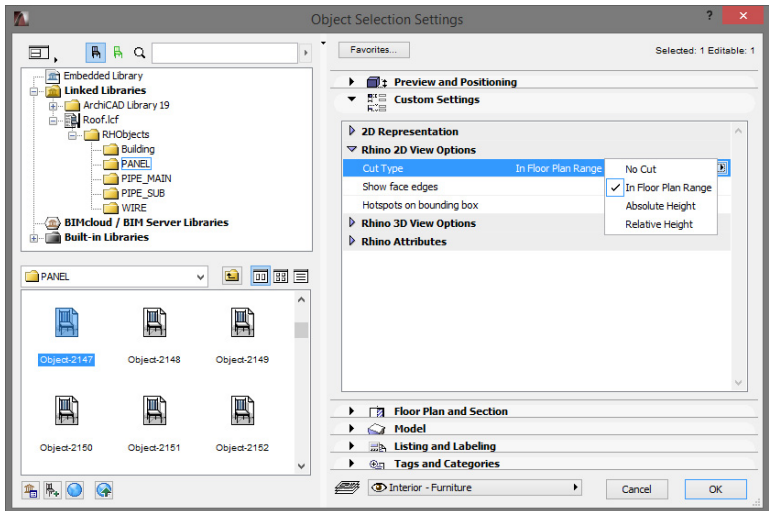 Object Selection Settings
? ×
Embedded Library
Linked Libraries
ArchiCAD Library 19
Roof.lcf
RHObjects
Building
PANEL
PIPE_MAIN
PIPE_SUB
WIRE
BIMcloud / BIM Server Libraries
Built-in Libraries
PANEL
Object-2147 Object-2148 Object-2149
Object-2150 Object-2151 Object-2152
Favorites... Selected: 1 Editable: 1
Preview and Positioning
Custom Settings
2D Representation
Rhino 2D View Options
Cut Type In Floor Plan Range
Show face edges
Hotspots on bounding box
Rhino 3D View Options
Rhino Attributes
No Cut
In Floor Plan Range
Absolute Height
Relative Height
Floor Plan and Section
Model
Listing and Labeling
Tags and Categories
Interior - Furniture
Cancel OK